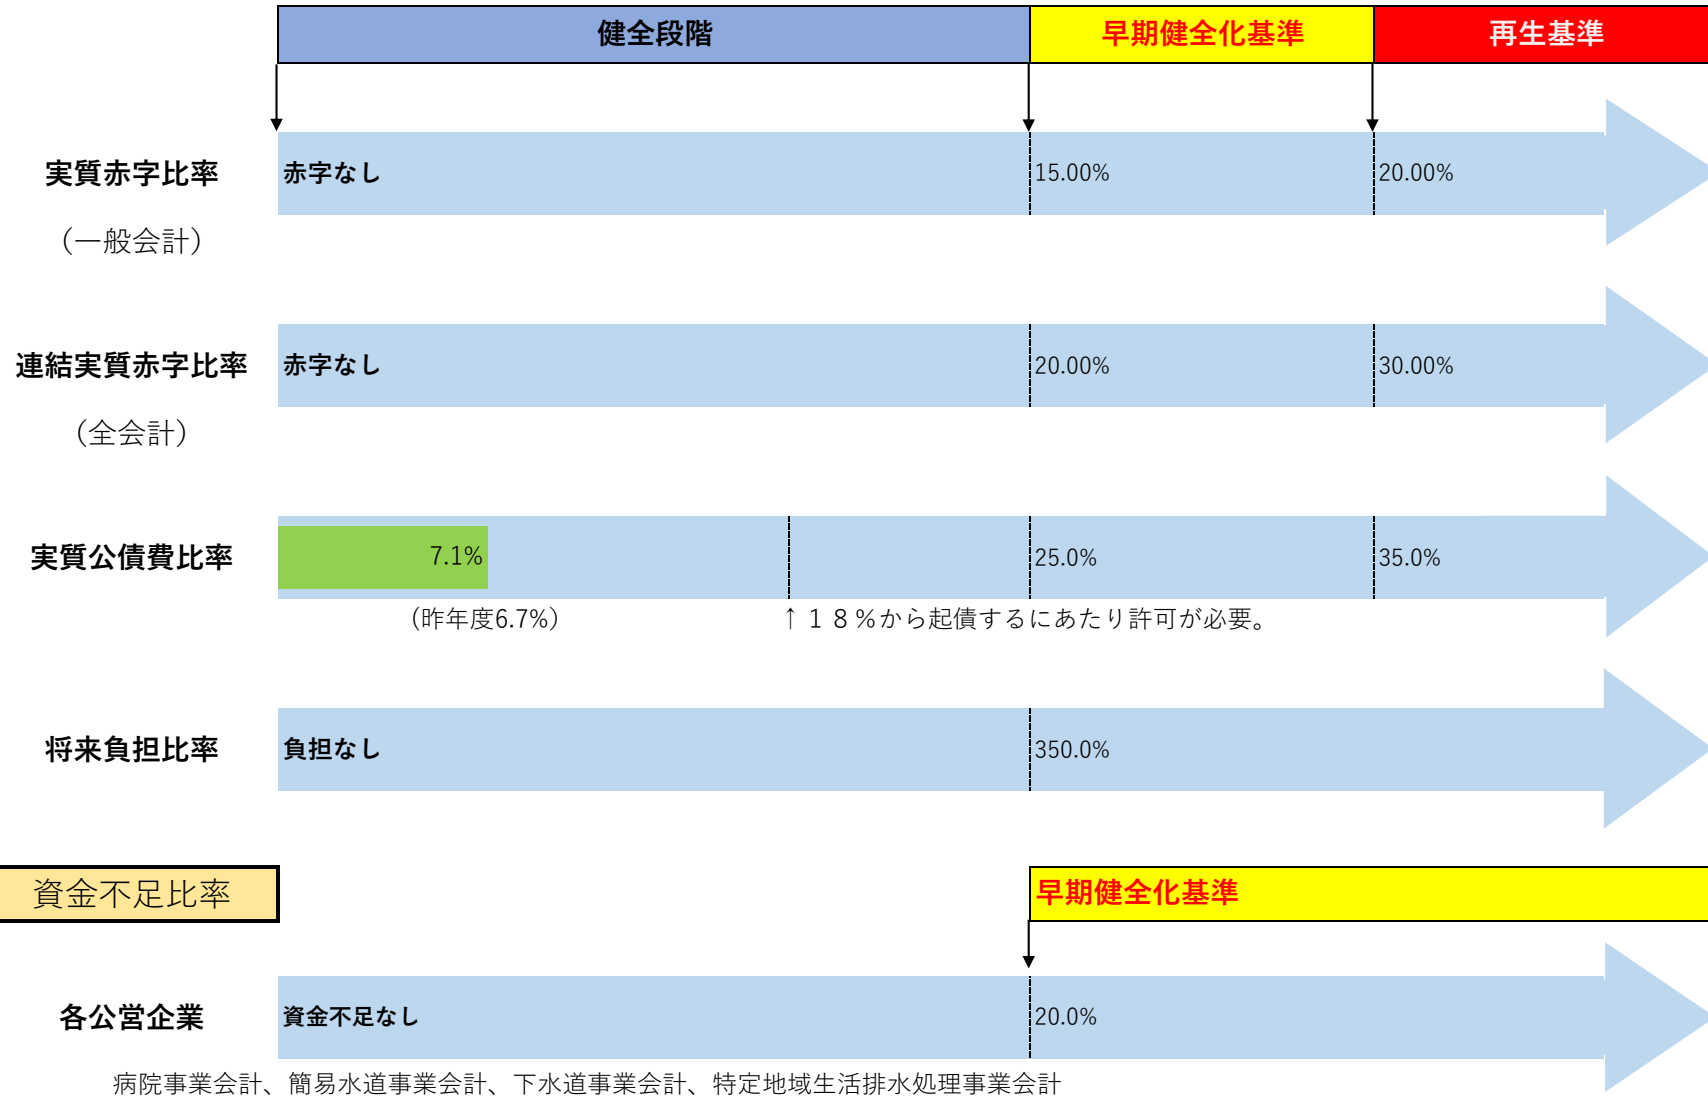 健全段階 早期健全化基準 再生基準
実質赤字比率 赤字なし 15.00% 20.00%
（一般会計）
連結実質赤字比率 赤字なし 20.00% 30.00%
（全会計）
実質公債費比率 7.1% 25.0% 35.0%
（昨年度6.7%） ↑１８％から起債するにあたり許可が必要。
将来負担比率 負担なし 350.0%
資金不足比率 早期健全化基準
各公営企業 資金不足なし 20.0%
病院事業会計、簡易水道事業会計、下水道事業会計、特定地域生活排水処理事業会計